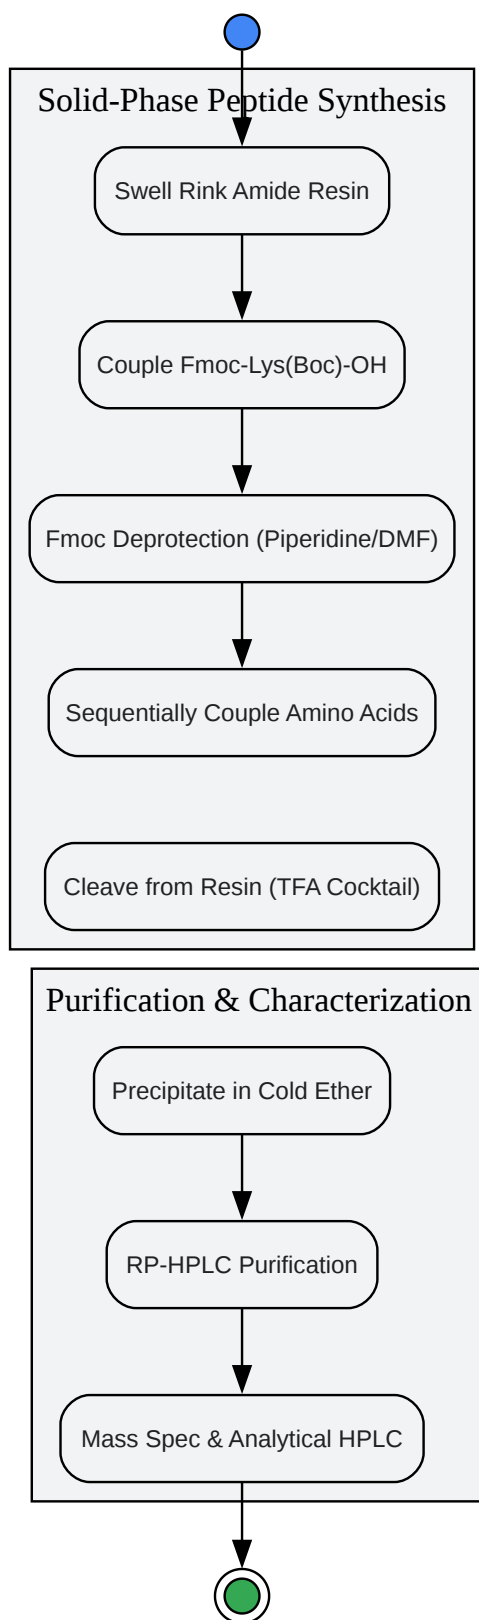 Solid-Phase Peptide Synthesis
Swell Rink Amide Resin
Couple Fmoc-Lys(Boc)-OH
Fmoc Deprotection (Piperidine/DMF)
Sequentially Couple Amino Acids
Cleave from Resin (TFA Cocktail)
Purification & Characterization
Precipitate in Cold Ether
RP-HPLC Purification
Mass Spec & Analytical HPLC